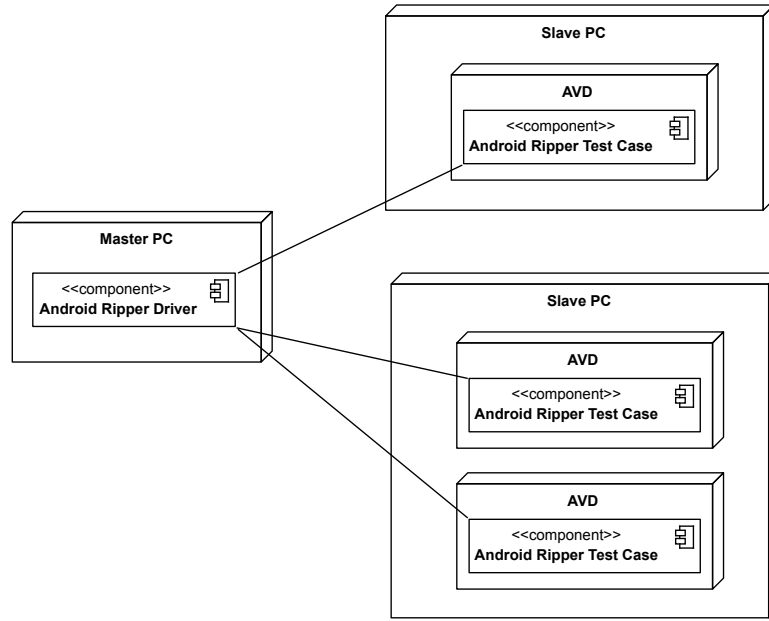 Slave PC
AVD
<<component>>
Android Ripper Test Case
Master PC
<<component>>
Android Ripper Driver
Slave PC
AVD
<<component>>
Android Ripper Test Case
AVD
<<component>>
Android Ripper Test Case